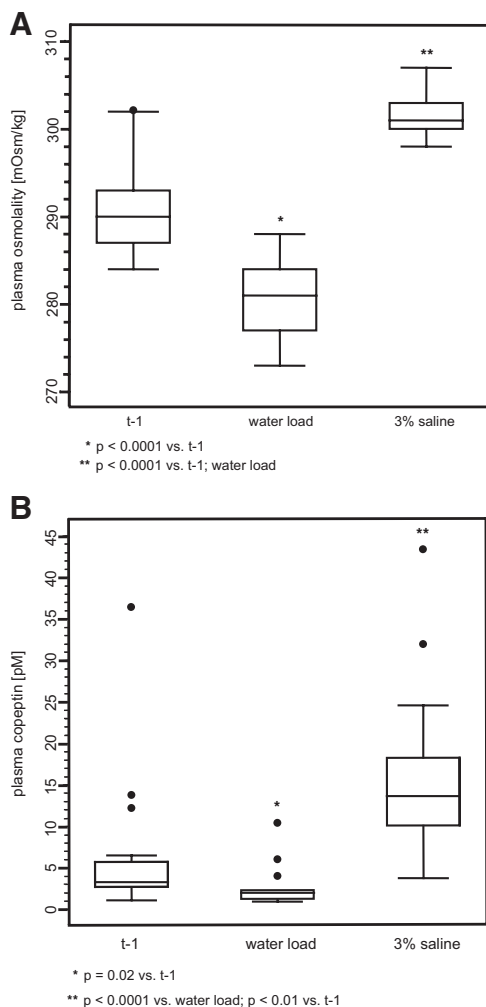 A
plasma osmolality [mOsm/kg]
310
300
290
280
270
**
*
t-1 water load 3% saline
* p < 0.0001 vs. t-1
** p < 0.0001 vs. t-1; water load
B
plasma copeptin [pM]
45
40
35
30
25
20
15
10
5
0
**
*
t-1 water load 3% saline
* p = 0.02 vs. t-1
** p < 0.0001 vs. water load; p < 0.01 vs. t-1